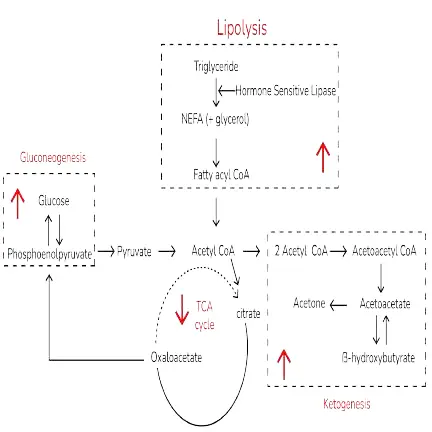 Lipolysis
Triglyceride
Hormone Sensitive Lipase
NEFA (+ glycerol)
Fatty acyl CoA
Gluconeogenesis
Glucose
Phosphoenolpyruvate
Pyruvate
Acetyl CoA
2 Acetyl CoA
Acetoacetyl CoA
Acetone
Acetoacetate
ß-hydroxybutyrate
Ketogenesis
TCA
cycle
citrate
Oxaloacetate